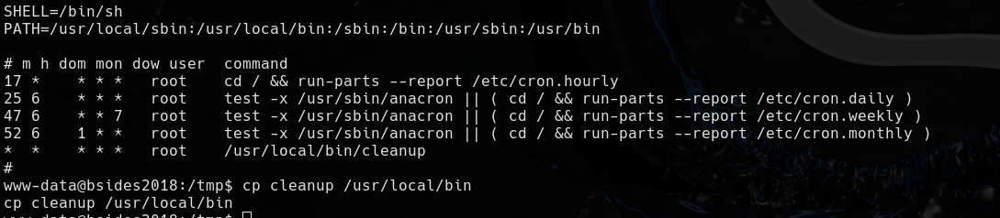 SHELL=/bin/sh
PATH=/usr/local/sbin:/usr/local/bin:/sbin:/bin:/usr/sbin:/usr/bin
# m h dom mon dow user  command
17 *    * * *   root    cd / && run-parts --report /etc/cron.hourly
25 6    * * *   root    test -x /usr/sbin/anacron || ( cd / && run-parts --report /etc/cron.daily )
47 6    * * 7   root    test -x /usr/sbin/anacron || ( cd / && run-parts --report /etc/cron.weekly )
52 6    1 * *   root    test -x /usr/sbin/anacron || ( cd / && run-parts --report /etc/cron.monthly )
*  *    * * *   root    /usr/local/bin/cleanup
#
www-data@bsides2018:/tmp$ cp cleanup /usr/local/bin
cp cleanup /usr/local/bin
www-data@bsides2018:/tmp$